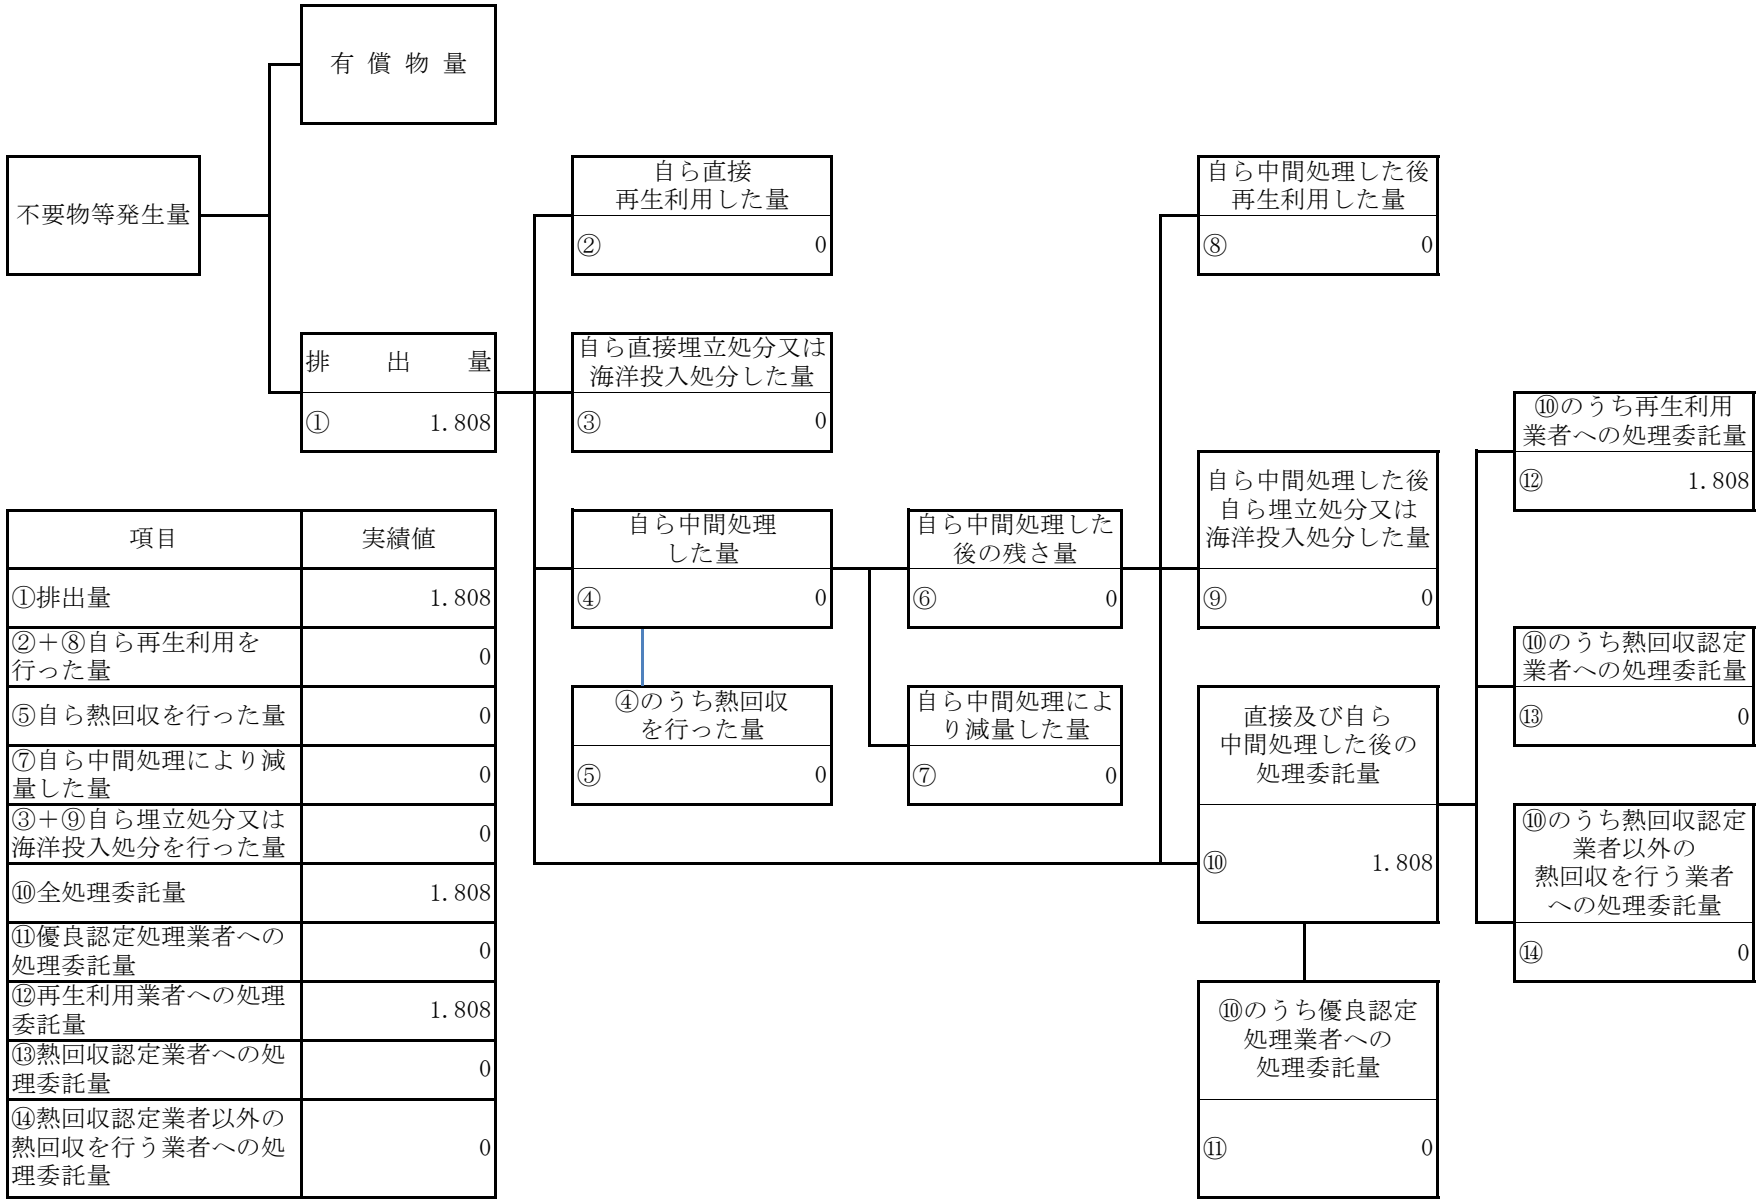 有償物量
不要物等発生量
排出量
① 1.808
自ら直接
再生利用した量
② 0
自ら直接埋立処分又は
海洋投入処分した量
③ 0
自ら中間処理
した量
④ 0
④のうち熱回収
を行った量
⑤ 0
自ら中間処理した
後の残さ量
⑥ 0
自ら中間処理によ
り減量した量
⑦ 0
自ら中間処理した後
再生利用した量
⑧ 0
自ら中間処理した後
自ら埋立処分又は
海洋投入処分した量
⑨ 0
直接及び自ら
中間処理した後の
処理委託量
⑩ 1.808
⑩のうち優良認定
処理業者への
処理委託量
⑪ 0
⑩のうち再生利用
業者への処理委託量
⑫ 1.808
⑩のうち熱回収認定
業者への処理委託量
⑬ 0
⑩のうち熱回収認定
業者以外の
熱回収を行う業者
への処理委託量
⑭ 0
項目 実績値
①排出量 1.808
②+⑧自ら再生利用を
行った量 0
⑤自ら熱回収を行った量 0
⑦自ら中間処理により減
量した量 0
③+⑨自ら埋立処分又は
海洋投入処分を行った量 0
⑩全処理委託量 1.808
⑪優良認定処理業者への
処理委託量 0
⑫再生利用業者への処理
委託量 1.808
⑬熱回収認定業者への処
理委託量 0
⑭熱回収認定業者以外の
熱回収を行う業者への処
理委託量 0